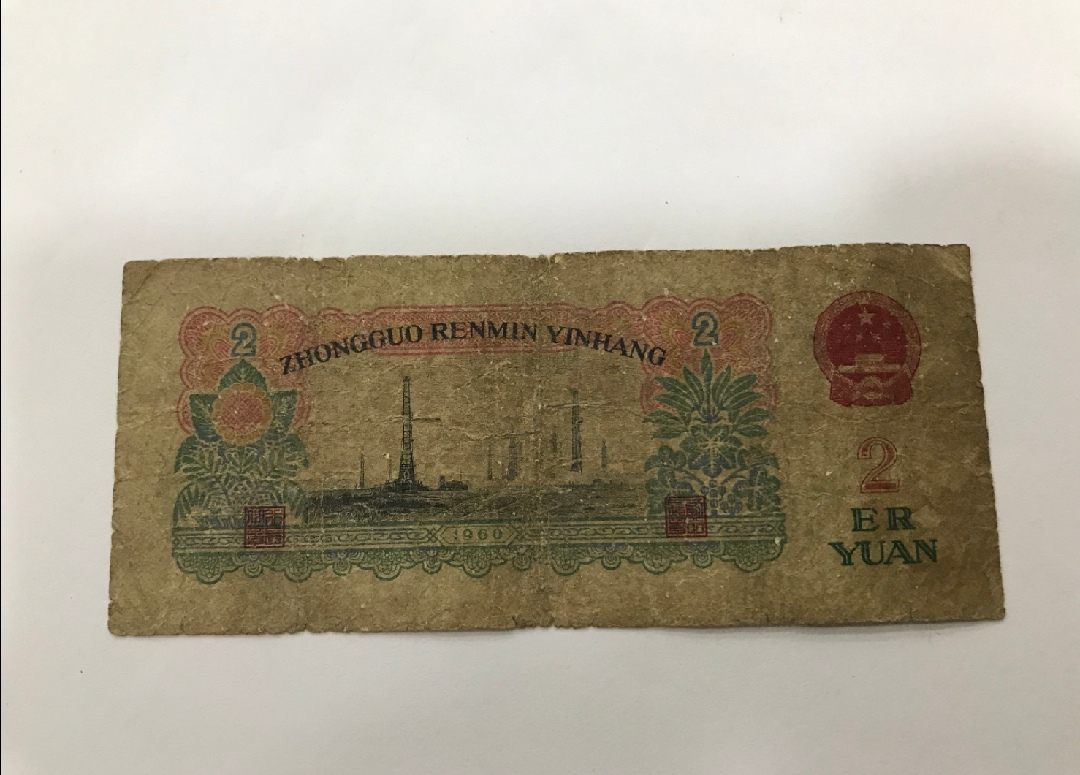 2
ZHONGGUO RENMIN YINHANG
2
1960
2
ER
YUAN